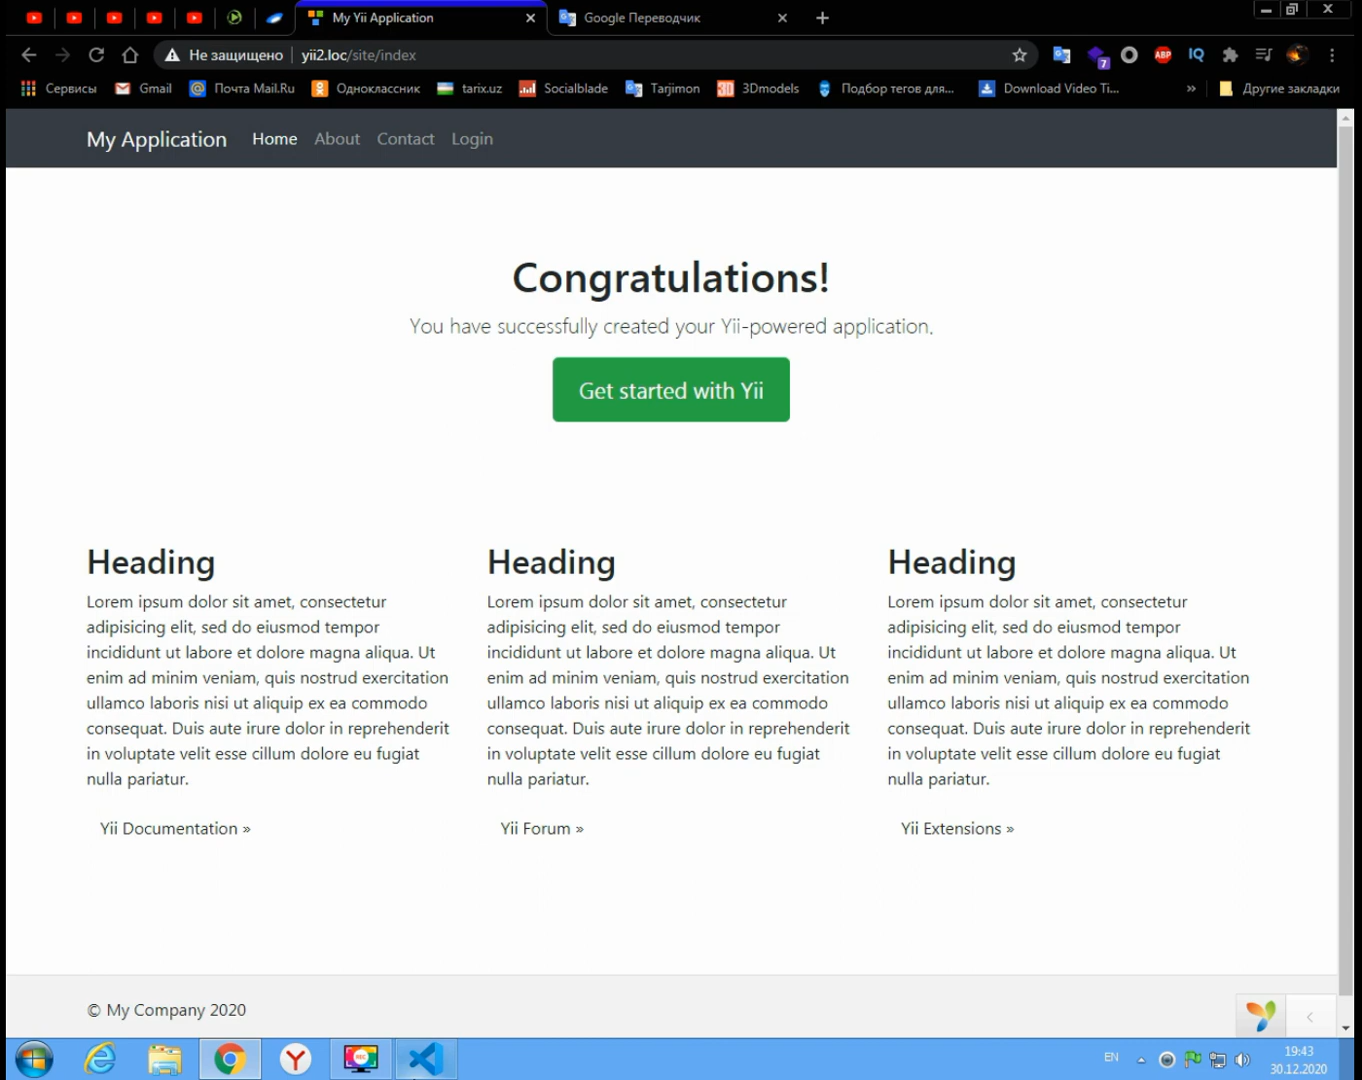 My Yii Application
Google Переводчик
Не защищено yii2.loc/site/index
7
ABP
IQ
Сервисы Gmail Почта Mail.Ru Одноклассник tarix.uz Socialblade Tarjimon 3D 3Dmodels Подбор тегов для... Download Video Ti... » Другие закладки
My Application Home About Contact Login
Congratulations!
You have successfully created your Yii-powered application.
Get started with Yii
Heading
Lorem ipsum dolor sit amet, consectetur
adipisicing elit, sed do eiusmod tempor
incididunt ut labore et dolore magna aliqua. Ut
enim ad minim veniam, quis nostrud exercitation
ullamco laboris nisi ut aliquip ex ea commodo
consequat. Duis aute irure dolor in reprehenderit
in voluptate velit esse cillum dolore eu fugiat
nulla pariatur.
Yii Documentation »
Heading
Lorem ipsum dolor sit amet, consectetur
adipisicing elit, sed do eiusmod tempor
incididunt ut labore et dolore magna aliqua. Ut
enim ad minim veniam, quis nostrud exercitation
ullamco laboris nisi ut aliquip ex ea commodo
consequat. Duis aute irure dolor in reprehenderit
in voluptate velit esse cillum dolore eu fugiat
nulla pariatur.
Yii Forum »
Heading
Lorem ipsum dolor sit amet, consectetur
adipisicing elit, sed do eiusmod tempor
incididunt ut labore et dolore magna aliqua. Ut
enim ad minim veniam, quis nostrud exercitation
ullamco laboris nisi ut aliquip ex ea commodo
consequat. Duis aute irure dolor in reprehenderit
in voluptate velit esse cillum dolore eu fugiat
nulla pariatur.
Yii Extensions »
© My Company 2020
REC
EN
19:43
30.12.2020